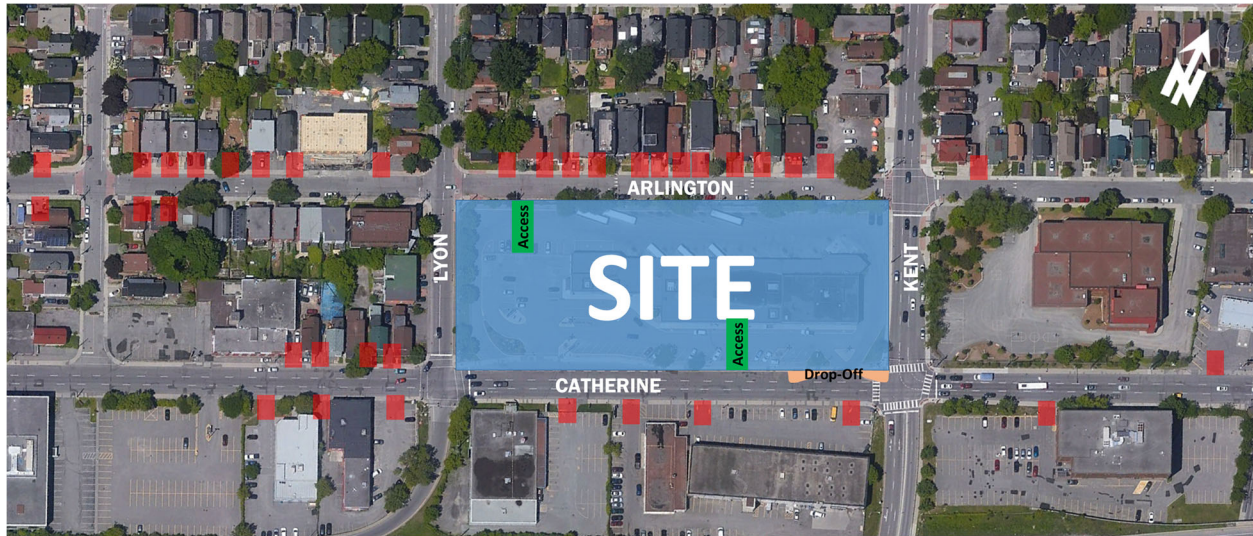 N
ARLINGTON
Access
LYON
SITE
KENT
Access
Drop-Off
CATHERINE